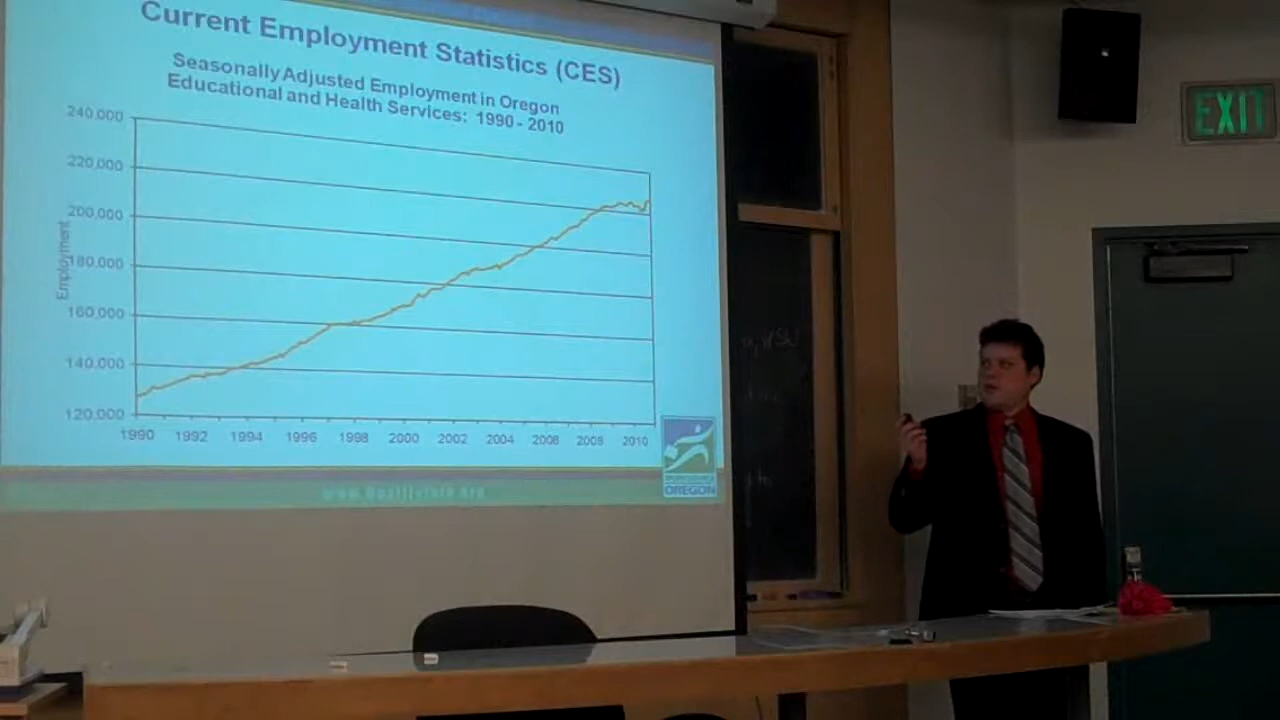 Current Employment Statistics (CES)
Seasonally Adjusted Employment in Oregon
Educational and Health Services: 1990 - 2010
240,000
220,000
200,000
180,000
160,000
140,000
120,000
Employment
1990 1992 1994 1996 1998 2000 2002 2004 2006 2008 2010
OREGON
EXIT